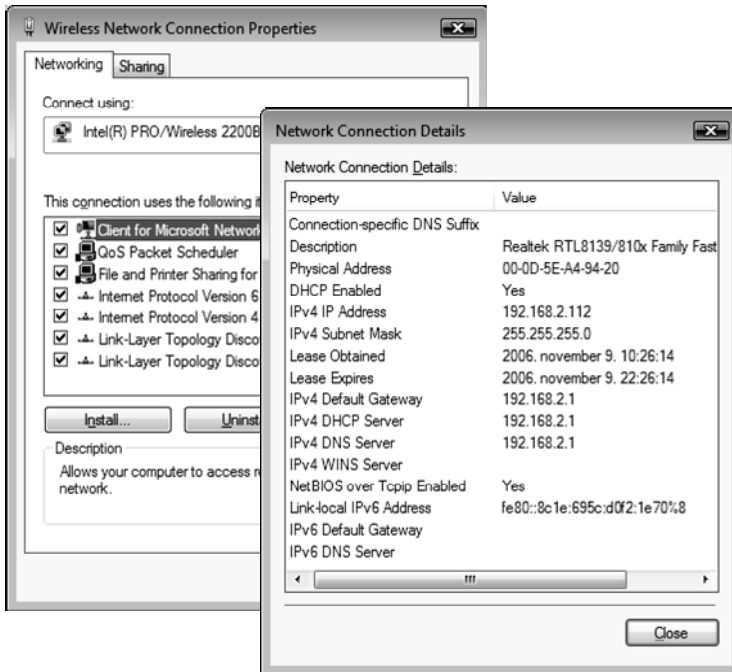 Wireless Network Connection Properties
Networking
Sharing
Connect using:
Intel(R) PRO/Wireless 2200B
This connection uses the following
Client for Microsoft Network
QoS Packet Scheduler
File and Printer Sharing for
Internet Protocol Version 6
Internet Protocol Version 4
Link-Layer Topology Disco
Link-Layer Topology Disco
Install...
Uninst
Description
Allows your computer to access
network.
Network Connection Details
Network Connection Details:
Property Value
Connection-specific DNS Suffix
Description Realtek RTL8139/810x Family Fast
Physical Address 00-0D-5E-A4-94-20
DHCP Enabled Yes
IPv4 IP Address 192.168.2.112
IPv4 Subnet Mask 255.255.255.0
Lease Obtained 2006. november 9. 10:26:14
Lease Expires 2006. november 9. 22:26:14
IPv4 Default Gateway 192.168.2.1
IPv4 DHCP Server 192.168.2.1
IPv4 DNS Server 192.168.2.1
IPv4 WINS Server
NetBIOS over Tcpip Enabled Yes
Link-local IPv6 Address fe80::8c1e:695c:d0f2:1e70%8
IPv6 Default Gateway
IPv6 DNS Server
Close